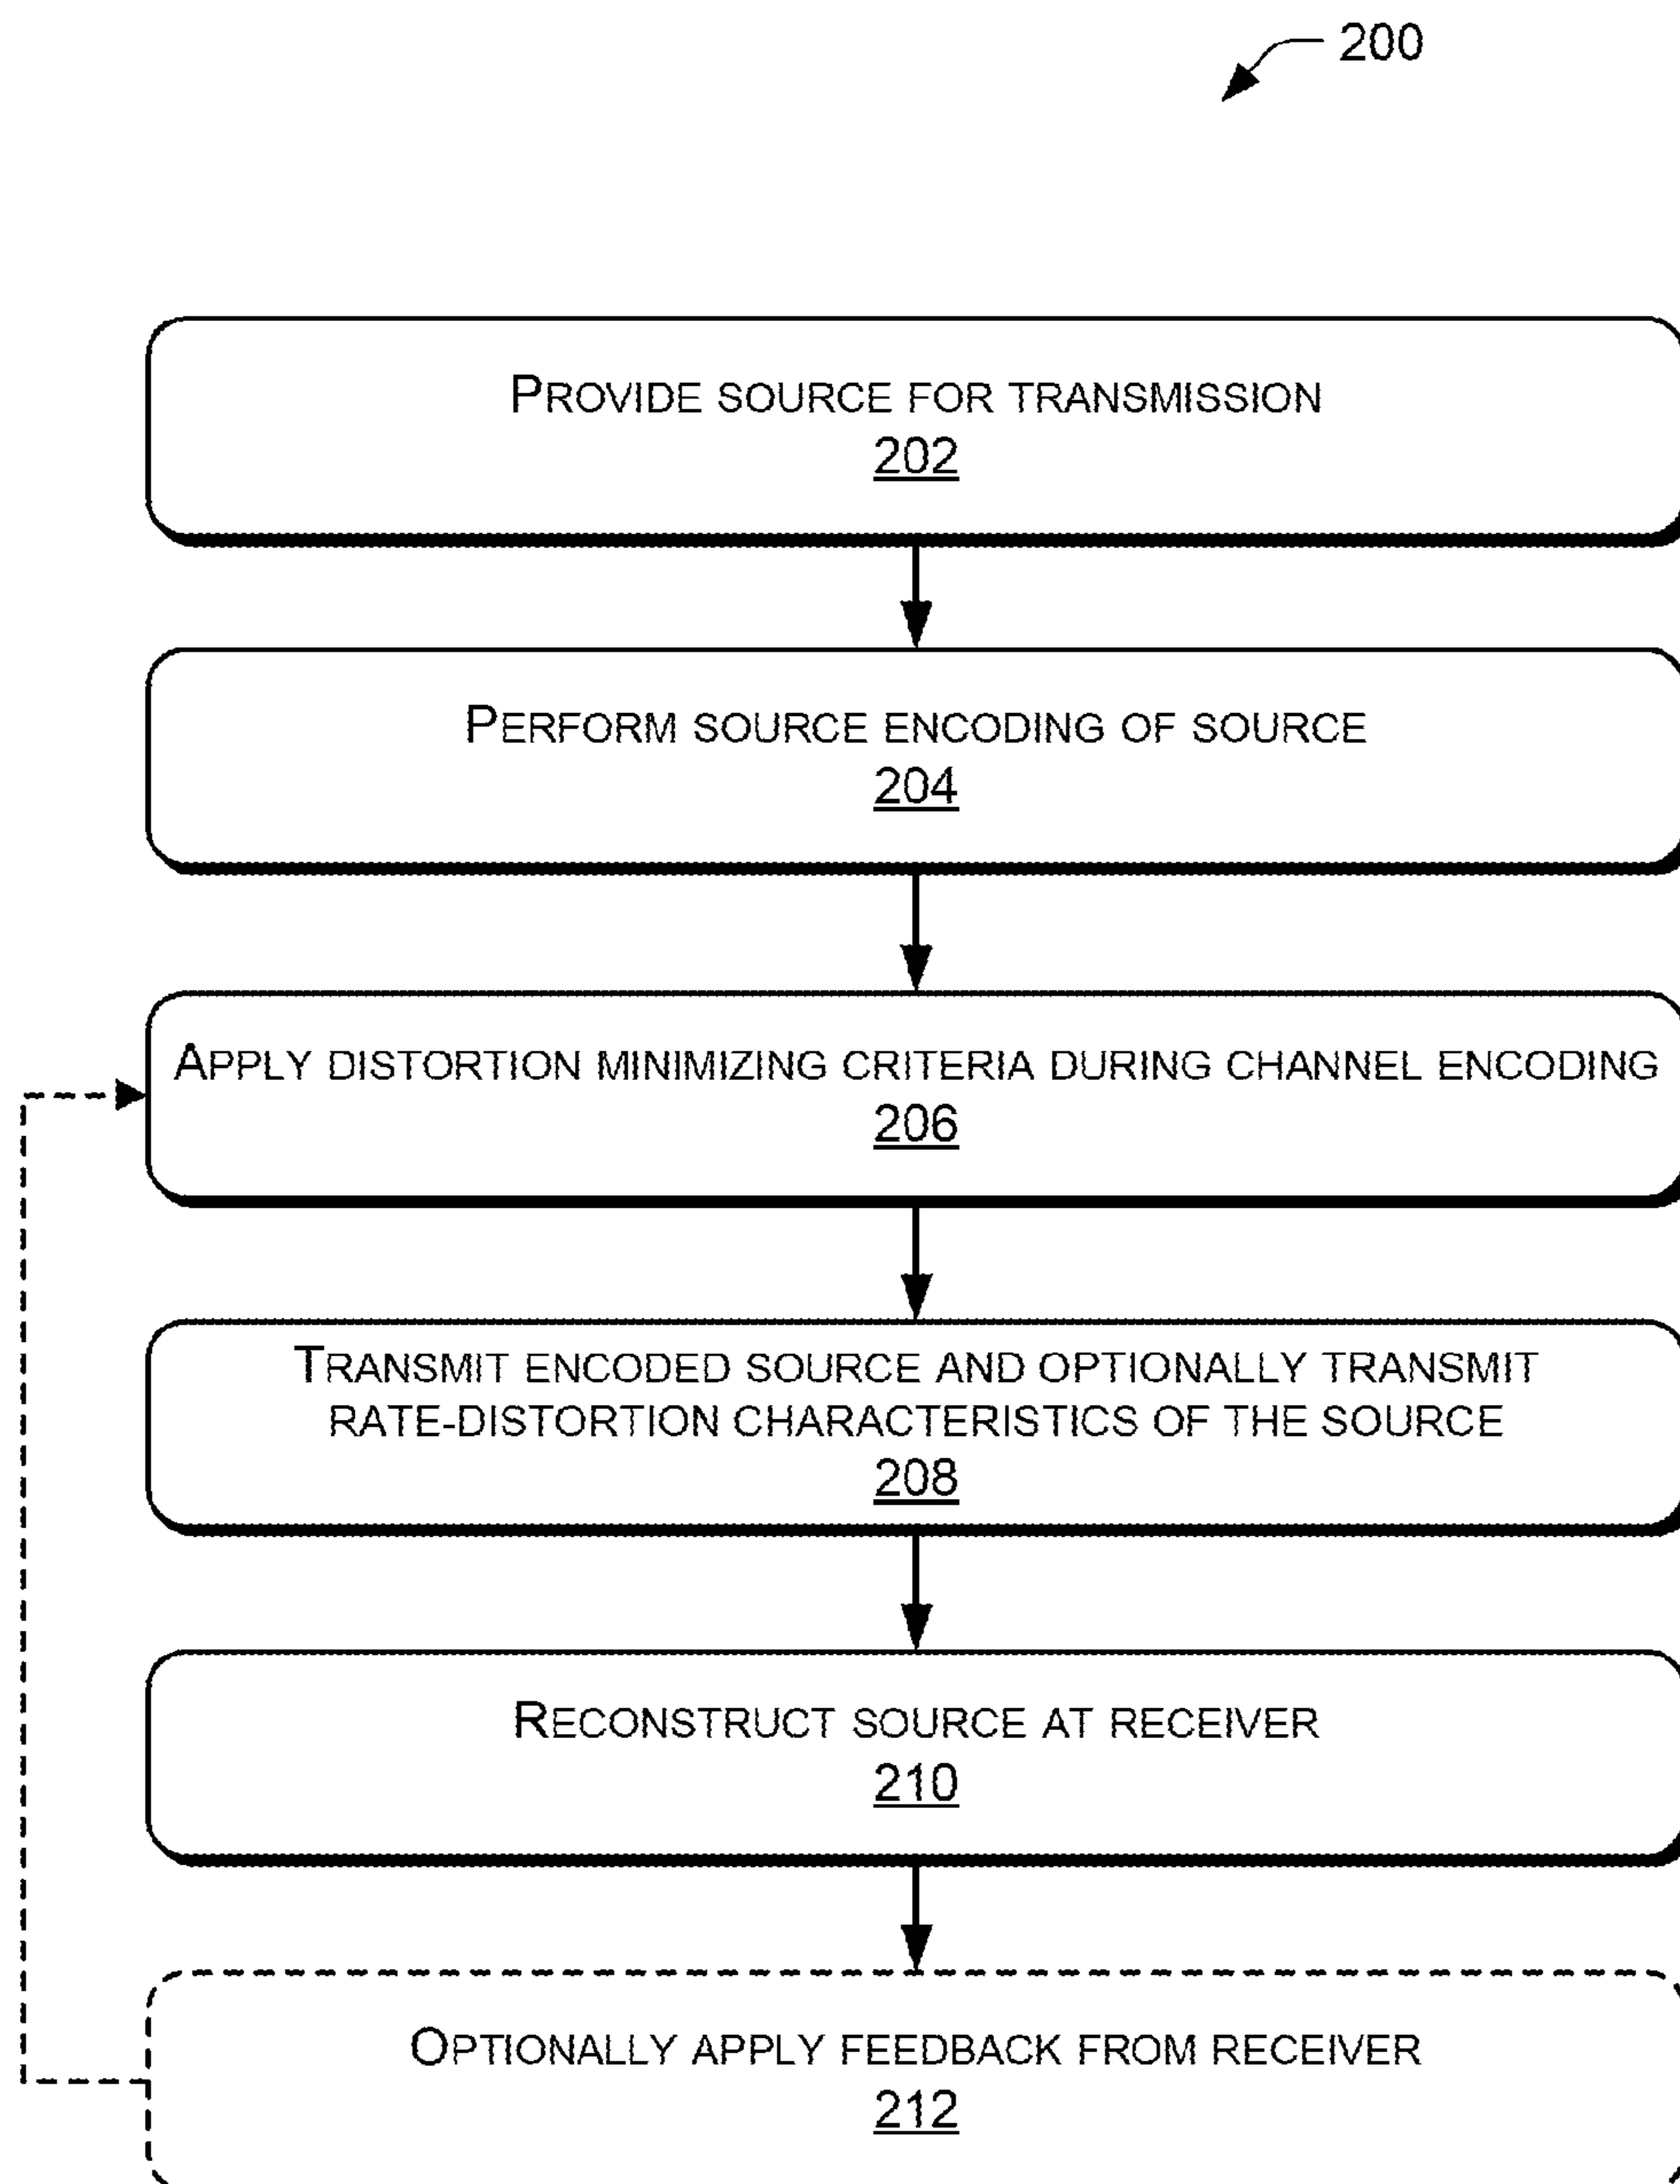 200
PROVIDE SOURCE FOR TRANSMISSION
202
PERFORM SOURCE ENCODING OF SOURCE
204
APPLY DISTORTION MINIMIZING CRITERIA DURING CHANNEL ENCODING
206
TRANSMIT ENCODED SOURCE AND OPTIONALLY TRANSMIT
RATE-DISTORTION CHARACTERISTICS OF THE SOURCE
208
RECONSTRUCT SOURCE AT RECEIVER
210
OPTIONALLY APPLY FEEDBACK FROM RECEIVER
212